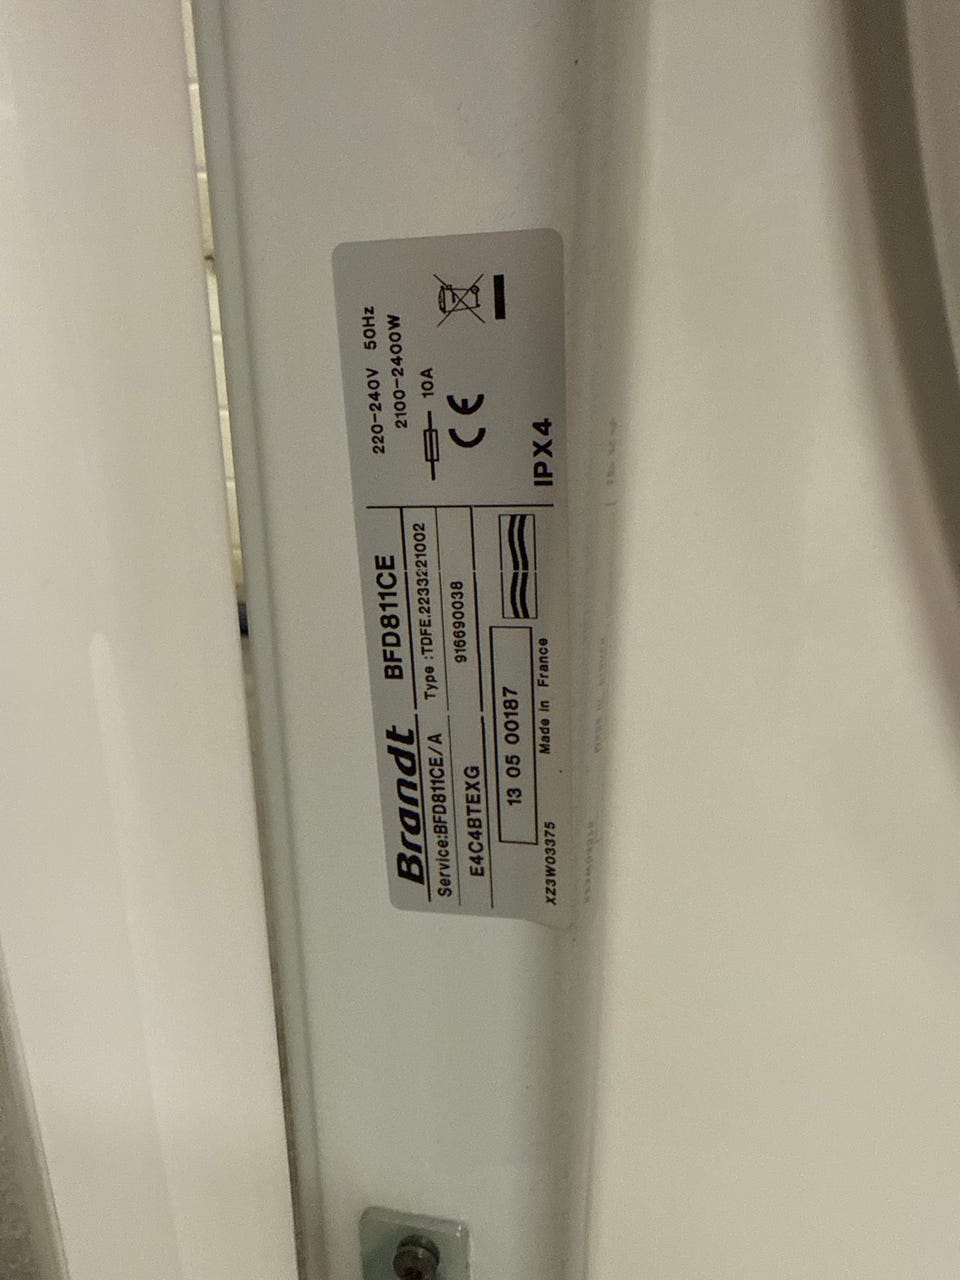 Brandt BFD811CE
Service:BFD811CE/A Type :TDFE.2233221002
E4C4BTEXG 916690038
13 05 00187
XZ3W03375 Made in France
220-240V 50Hz
2100-2400W
10A
CE
IPX4